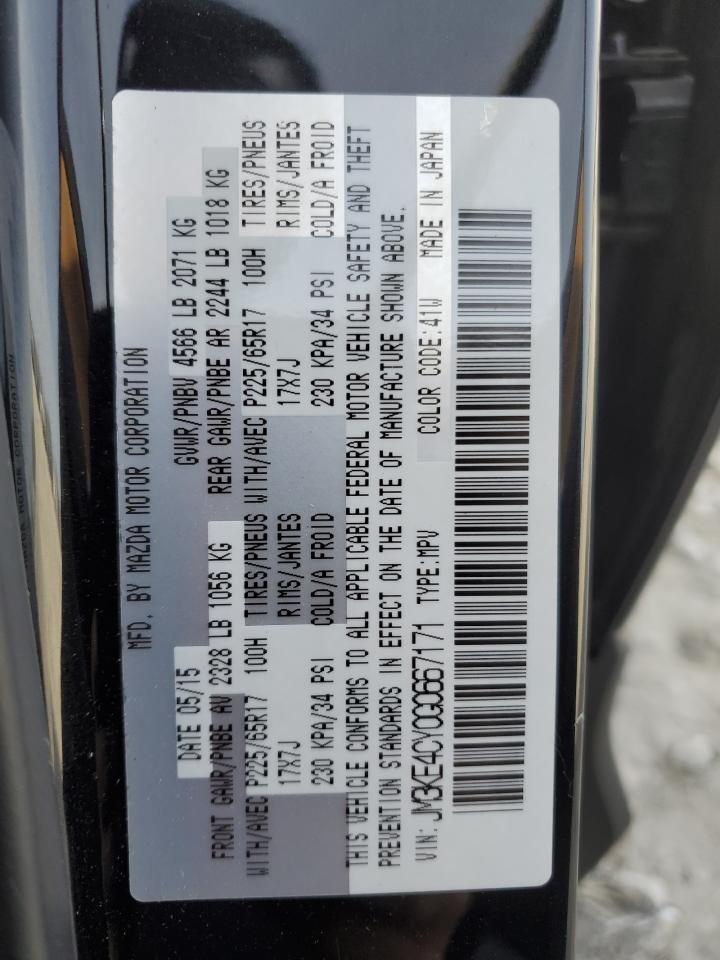 MFD. BY MAZDA MOTOR CORPORATION
DATE 05/15 GVWR/PNBV 4566 LB 2071 KG
FRONT GAWR/PNBE AV 2328 LB 1056 KG REAR GAWR/PNBE AR 2244 LB 1018 KG
WITH/AVEC P225/65R17 100H TIRES/PNEUS WITH/AVEC P225/65R17 100H TIRES/PNEUS
17X7J RIMS/JANTES 17X7J RIMS/JANTES
230 KPA/34 PSI COLD/A FROID 230 KPA/34 PSI COLD/A FROID
THIS VEHICLE CONFORMS TO ALL APPLICABLE FEDERAL MOTOR VEHICLE SAFETY AND THEFT
PREVENTION STANDARDS IN EFFECT ON THE DATE OF MANUFACTURE SHOWN ABOVE.
VIN: JM3KE4CY0G0667171 TYPE:MPV COLOR CODE:41W MADE IN JAPAN